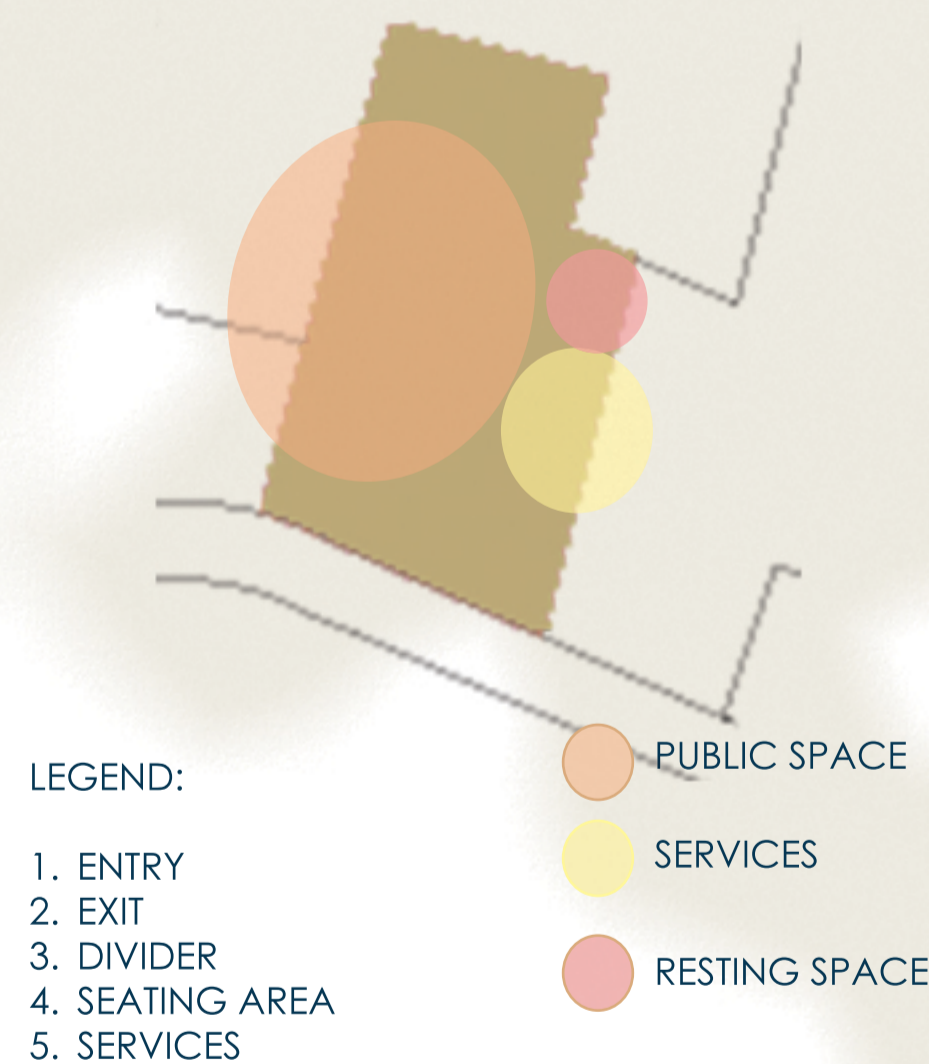 LEGEND:
1. ENTRY
2. EXIT
3. DIVIDER
4. SEATING AREA
5. SERVICES
PUBLIC SPACE
SERVICES
RESTING SPACE